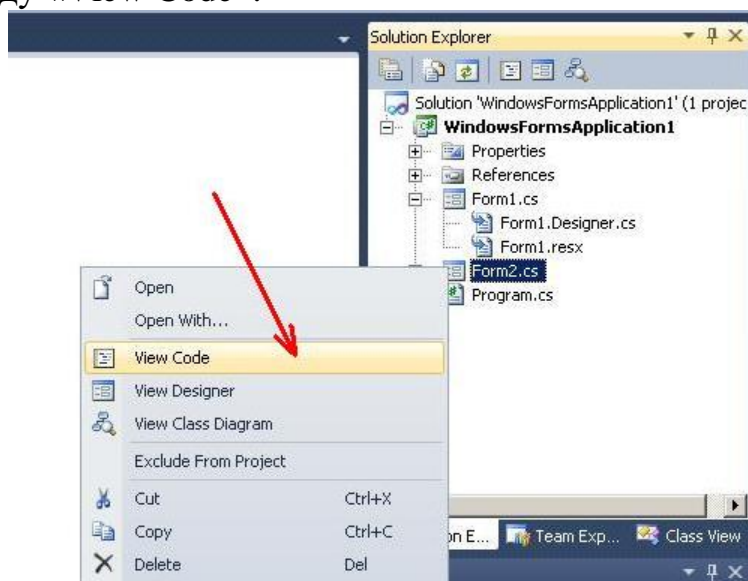 Solution Explorer
Solution 'WindowsFormsApplication1' (1 projec
WindowsFormsApplication1
Properties
References
Form1.cs
Form1.Designer.cs
Form1.resx
Form2.cs
Program.cs
Open
Open With...
View Code
View Designer
View Class Diagram
Exclude From Project
Cut Ctrl+X
Copy Ctrl+C
Delete Del
on E... Team Exp... Class View